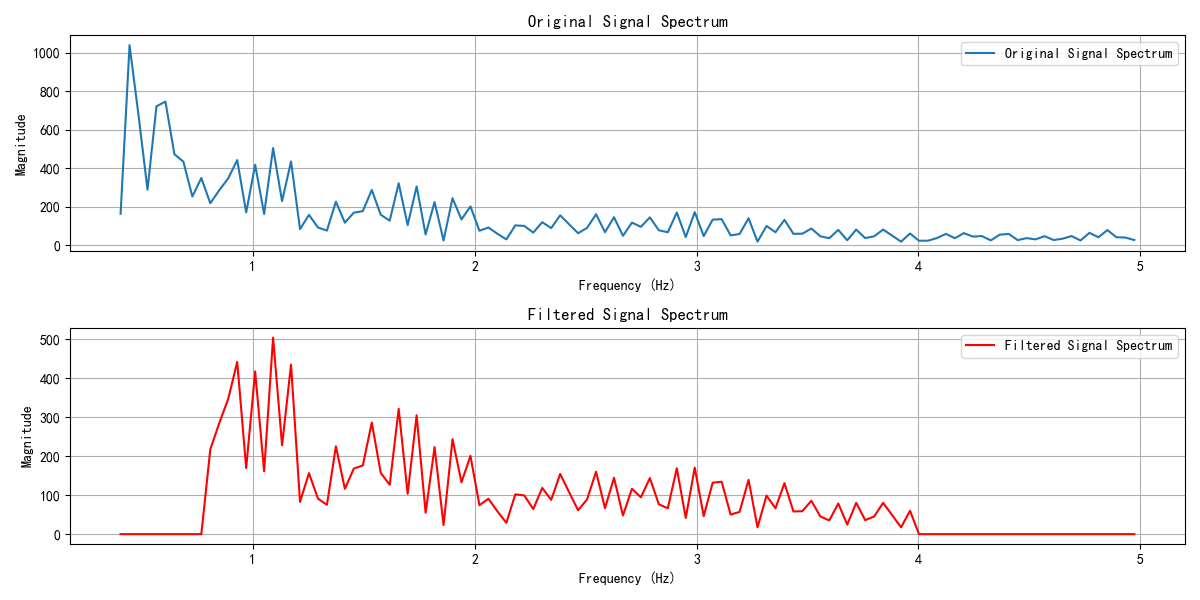 Original Signal Spectrum
1000
800
600
400
200
0
Magnitude
Original Signal Spectrum
1 2 3 4 5
Frequency (Hz)
Filtered Signal Spectrum
500
400
300
200
100
0
Magnitude
Filtered Signal Spectrum
1 2 3 4 5
Frequency (Hz)